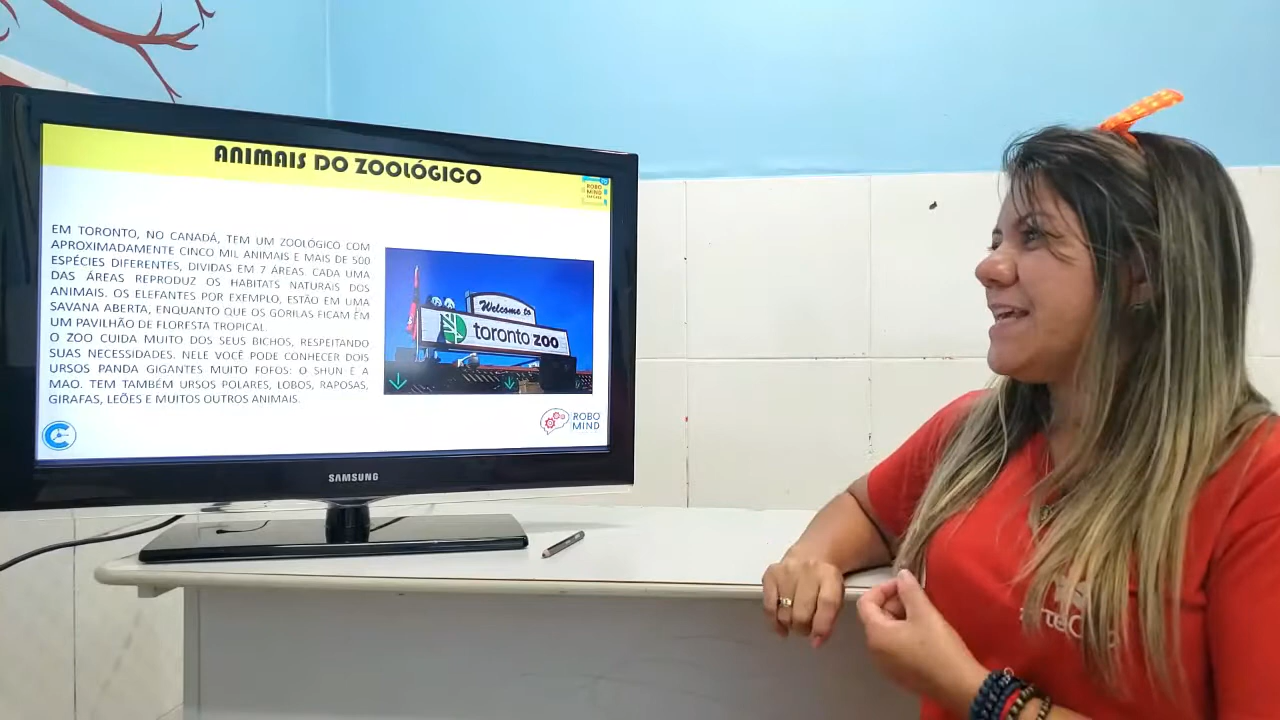 ANIMAIS DO ZOOLÓGICO
ROBO
MIND
EM TORONTO, NO CANADÁ, TEM UM ZOOLÓGICO COM
APROXIMADAMENTE CINCO MIL ANIMAIS E MAIS DE 500
ESPÉCIES DIFERENTES, DIVIDAS EM 7 ÁREAS. CADA UMA
DAS ÁREAS REPRODUZ OS HABITATS NATURAIS DOS
ANIMAIS. OS ELEFANTES POR EXEMPLO, ESTÃO EM UMA
SAVANA ABERTA, ENQUANTO QUE OS GORILAS FICAM EM
UM PAVILHÃO DE FLORESTA TROPICAL.
O ZOO CUIDA MUITO DOS SEUS BICHOS, RESPEITANDO
SUAS NECESSIDADES. NELE VOCÊ PODE CONHECER DOIS
URSOS PANDA GIGANTES MUITO FOFOS: O SHUN E A
MAO. TEM TAMBÉM URSOS POLARES, LOBOS, RAPOSAS,
GIRAFAS, LEÕES E MUITOS OUTROS ANIMAIS.
Welcome to
toronto zoo
ROBO
MIND
SAMSUNG